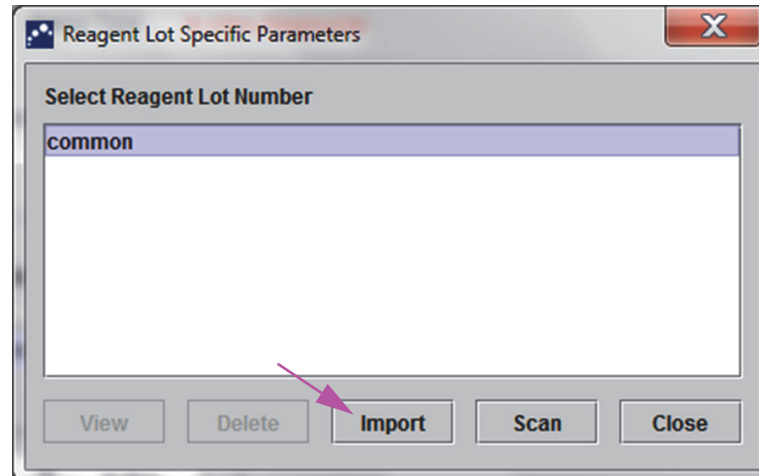 Reagent Lot Specific Parameters
Select Reagent Lot Number
common
View Delete Import Scan Close